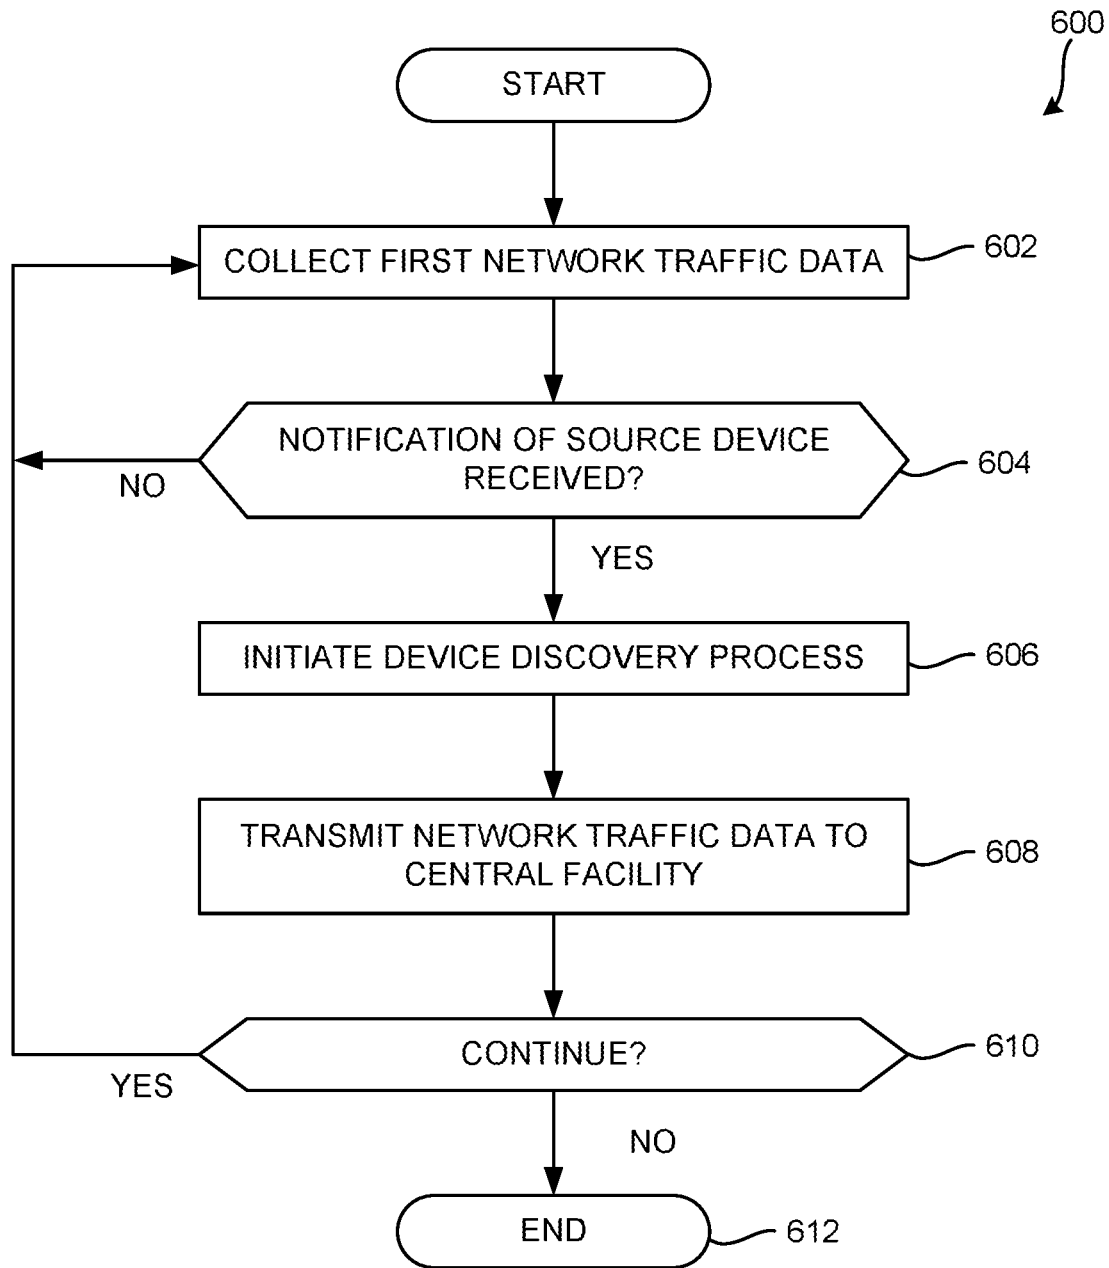 600
START
COLLECT FIRST NETWORK TRAFFIC DATA
602
NOTIFICATION OF SOURCE DEVICE
RECEIVED?
604
NO
YES
INITIATE DEVICE DISCOVERY PROCESS
606
TRANSMIT NETWORK TRAFFIC DATA TO
CENTRAL FACILITY
608
CONTINUE?
610
YES
NO
END
612